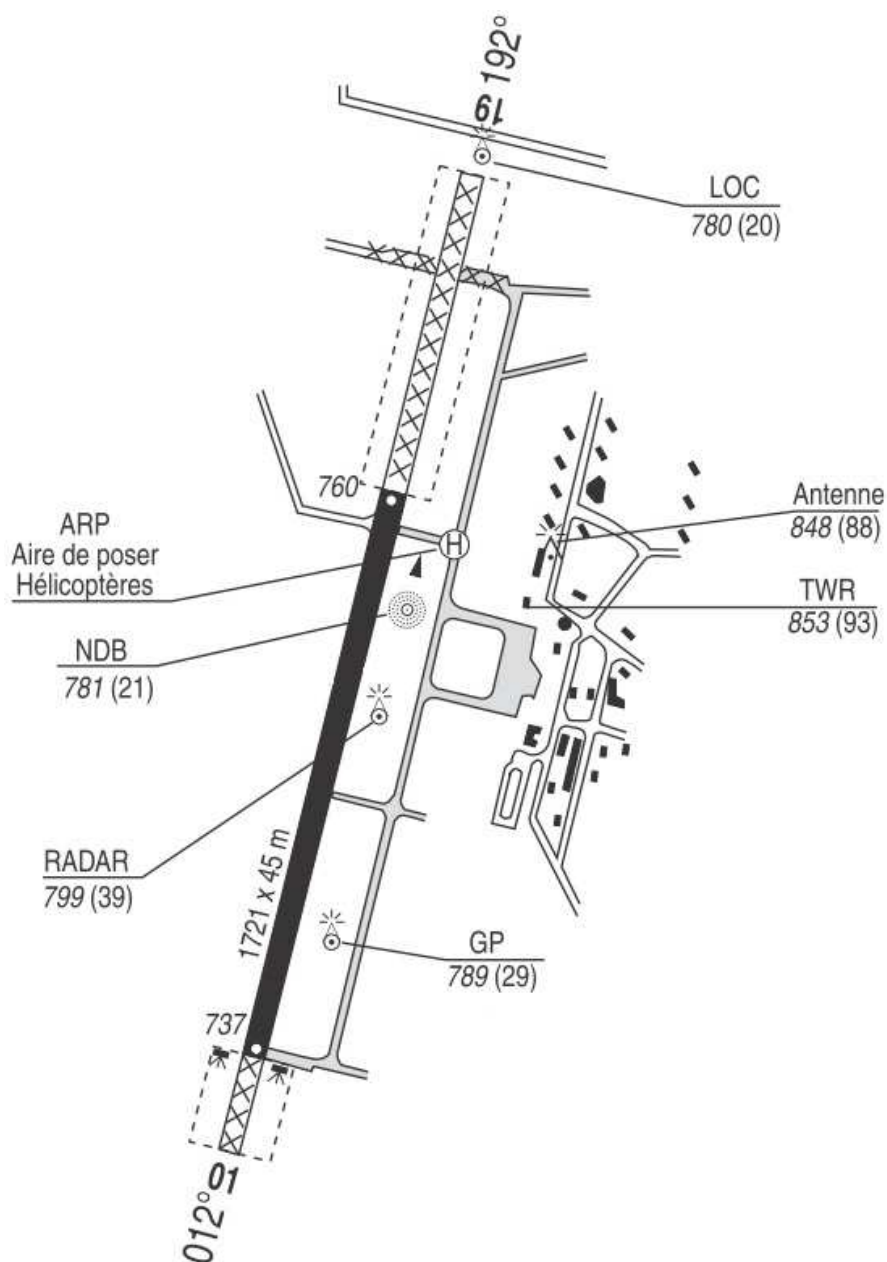 192°
19
LOC
780 (20)
760
ARP
Aire de poser
Hélicoptères
H
Antenne
848 (88)
TWR
853 (93)
NDB
781 (21)
RADAR
799 (39)
1721 x 45 m
GP
789 (29)
737
01
012°